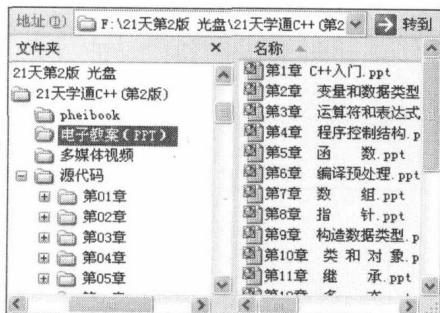 地址(D) F:\21天第2版 光盘\21天学通C++(第2 转到
文件夹 ×
21天第2版 光盘
21天学通C++(第2版)
pheibook
电子教案(PPT)
多媒体视频
源代码
第01章
第02章
第03章
第04章
第05章
名称
第1章 C++入门.ppt
第2章 变量和数据类型
第3章 运算符和表达式
第4章 程序控制结构.p
第5章 函 数.ppt
第6章 编译预处理.ppt
第7章 数 组.ppt
第8章 指 针.ppt
第9章 构造数据类型.p
第10章 类 和 对 象.p
第11章 继 承.ppt